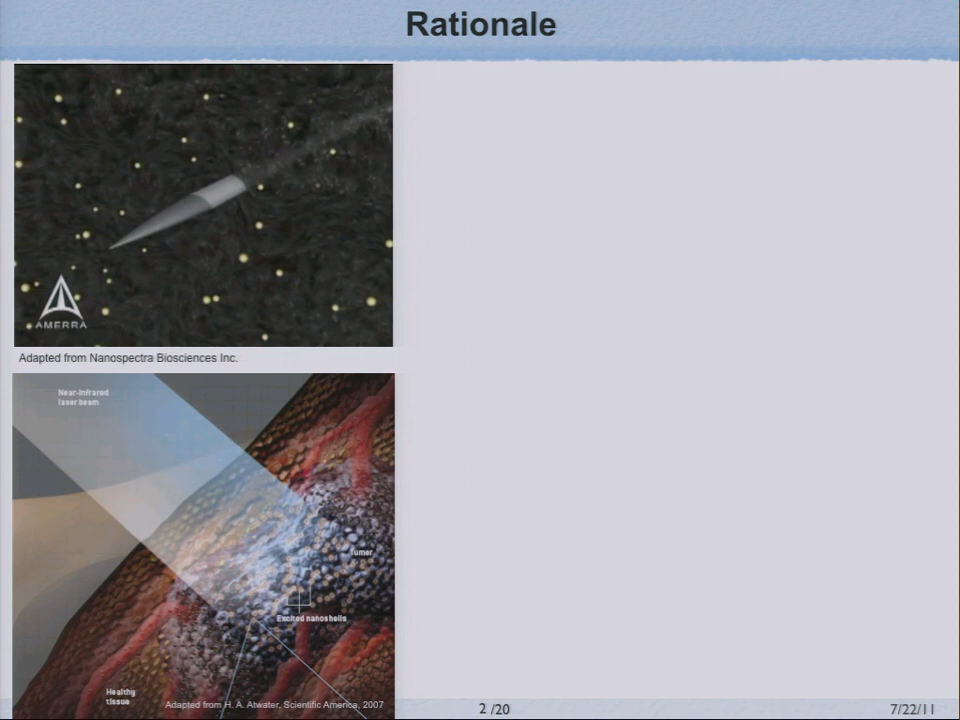 Rationale
AMERRA
Adapted from Nanospectra Biosciences Inc.
Near-Infrared
laser beam
Tumor
Excited nanoshells
Healthy
tissue
Adapted from H. A. Atwater, Scientific America, 2007
2 /20
7/22/11